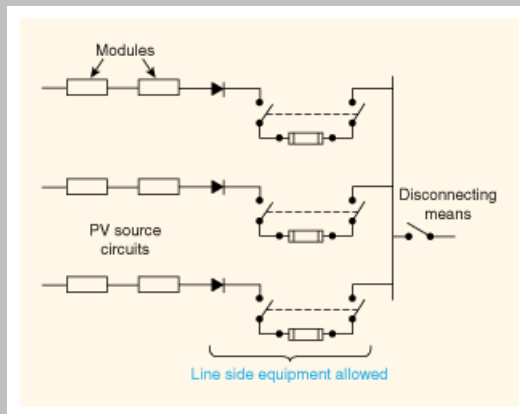 Modules
Disconnecting
means
PV source
circuits
Line side equipment allowed